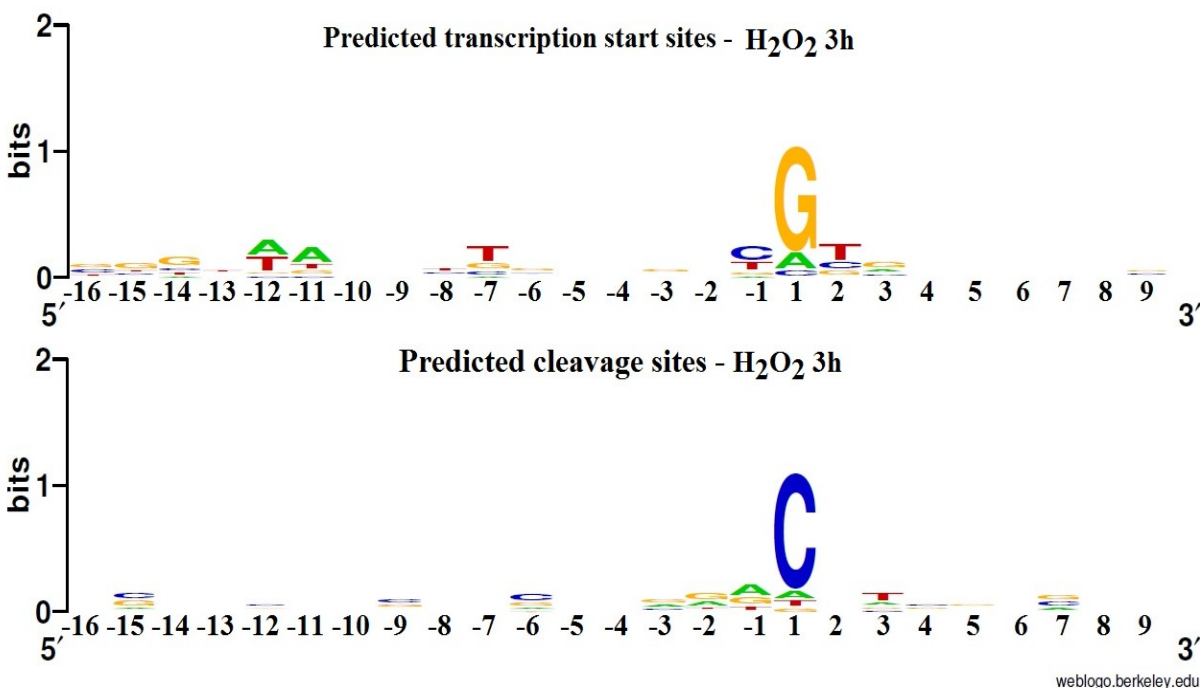 Predicted transcription start sites - H₂O₂ 3h
2
1
0
bits
G
A
C
A
T
A
T
G
T
G
C
C
T
G
T
C
G
G
A
G
G
G
-16 -15 -14 -13 -12 -11 -10 -9 -8 -7 -6 -5 -4 -3 -2 -1 1 2 3 4 5 6 7 8 9
5′ 3′
Predicted cleavage sites - H₂O₂ 3h
2
1
0
bits
C
A
T
G
A
G
T
G
A
T
A
C
G
C
G
G
C
A
-16 -15 -14 -13 -12 -11 -10 -9 -8 -7 -6 -5 -4 -3 -2 -1 1 2 3 4 5 6 7 8 9
5′ 3′
weblogo.berkeley.edu